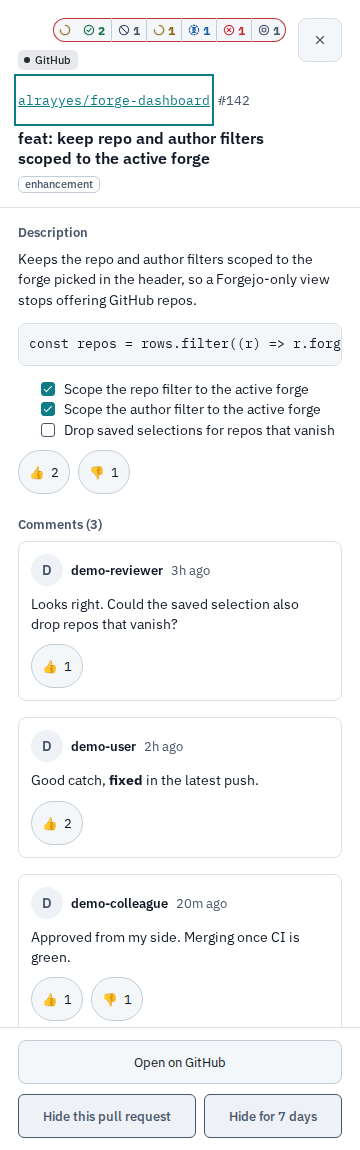 2 1 1 1 1 1
×
GitHub
alrayyes/forge-dashboard #142
feat: keep repo and author filters
scoped to the active forge
enhancement
Description
Keeps the repo and author filters scoped to the
forge picked in the header, so a Forgejo-only view
stops offering GitHub repos.
const repos = rows.filter((r) => r.forg
Scope the repo filter to the active forge
Scope the author filter to the active forge
Drop saved selections for repos that vanish
👍 2 👎 1
Comments (3)
D demo-reviewer 3h ago
Looks right. Could the saved selection also
drop repos that vanish?
👍 1
D demo-user 2h ago
Good catch, fixed in the latest push.
👍 2
D demo-colleague 20m ago
Approved from my side. Merging once CI is
green.
👍 1 👎 1
Open on GitHub
Hide this pull request Hide for 7 days